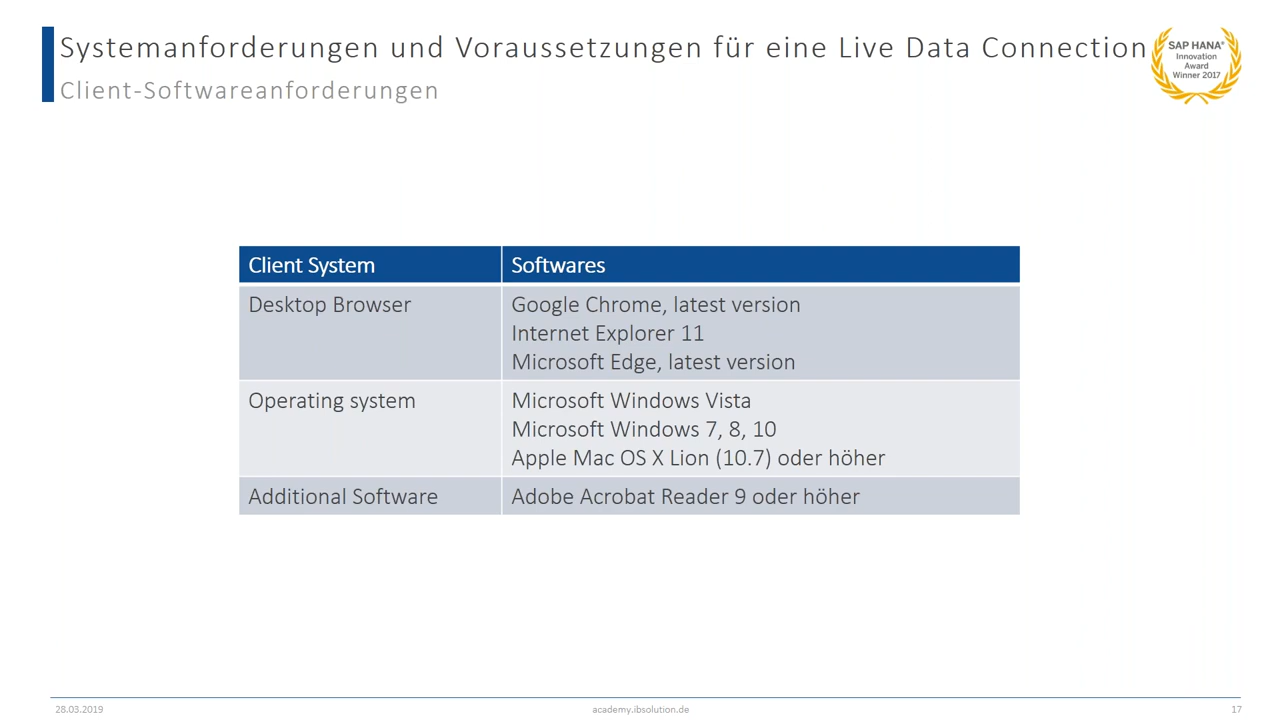 Systemanforderungen und Voraussetzungen für eine Live Data Connection
Client-Softwareanforderungen
SAP HANA®
Innovation
Award
Winner 2017
Client System Softwares
Desktop Browser Google Chrome, latest version
Internet Explorer 11
Microsoft Edge, latest version
Operating system Microsoft Windows Vista
Microsoft Windows 7, 8, 10
Apple Mac OS X Lion (10.7) oder höher
Additional Software Adobe Acrobat Reader 9 oder höher
28.03.2019 academy.ibsolution.de 17